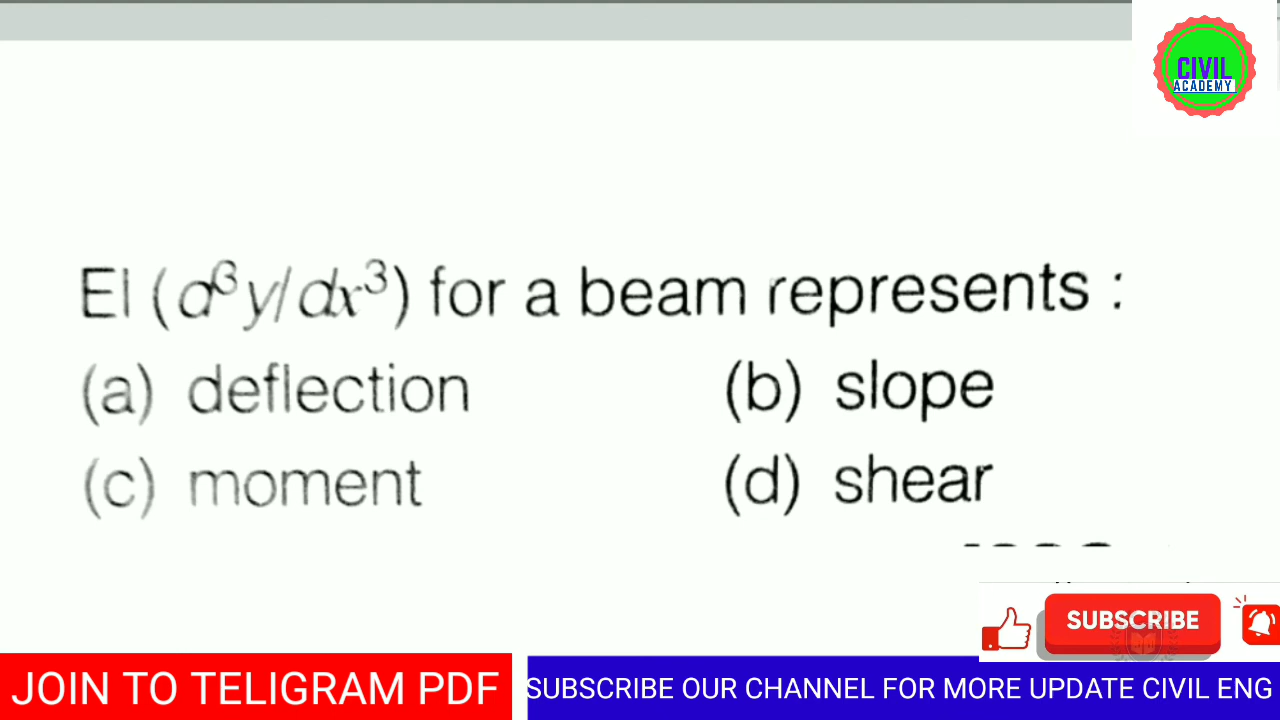 CIVIL
ACADEMY
EI (d³y/dx³) for a beam represents :
(a) deflection (b) slope
(c) moment (d) shear
SUBSCRIBE
JOIN TO TELIGRAM PDF
SUBSCRIBE OUR CHANNEL FOR MORE UPDATE CIVIL ENG